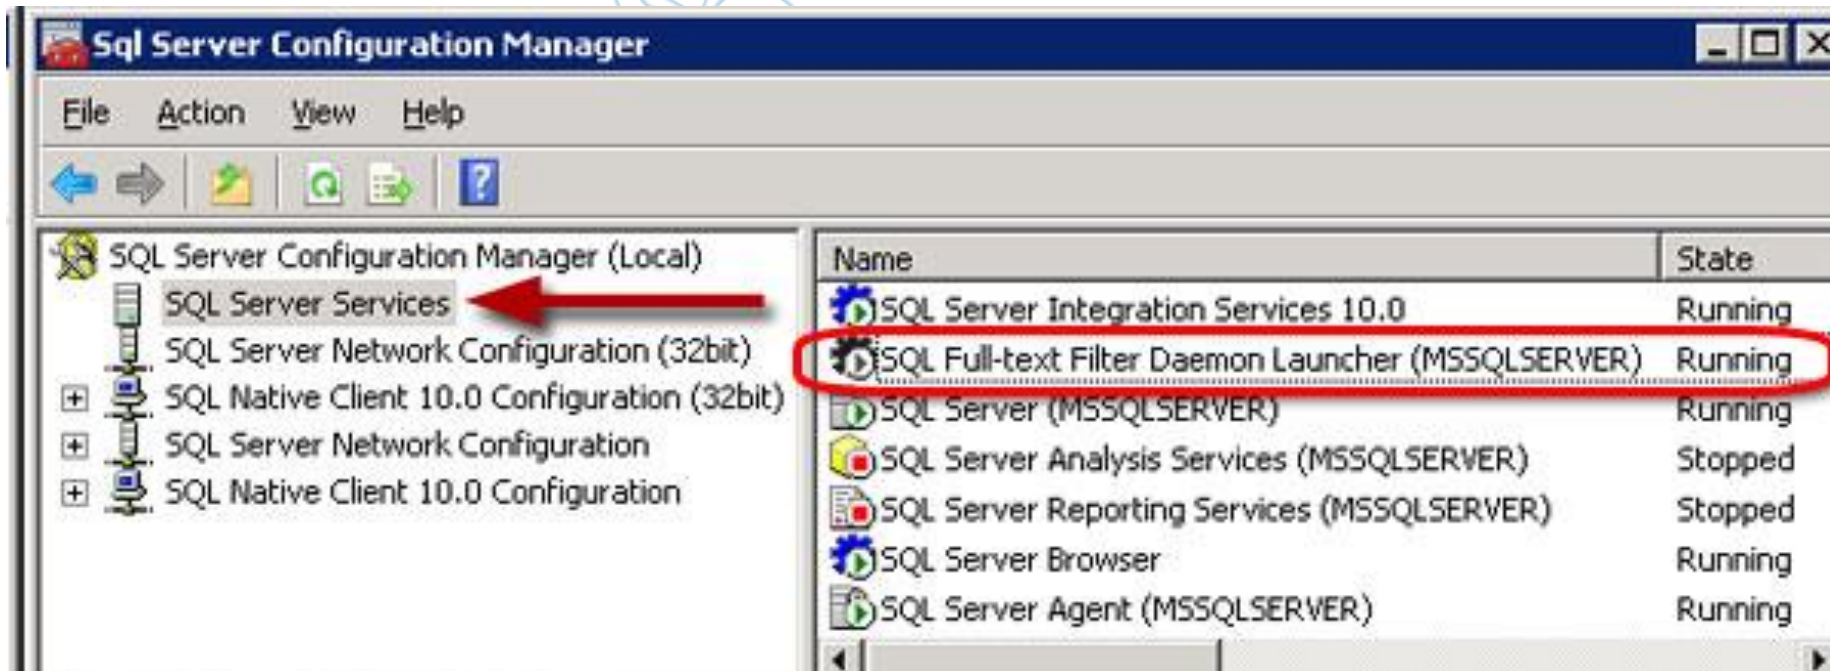 Sql Server Configuration Manager
File Action View Help
SQL Server Configuration Manager (Local)
SQL Server Services
SQL Server Network Configuration (32bit)
SQL Native Client 10.0 Configuration (32bit)
SQL Server Network Configuration
SQL Native Client 10.0 Configuration
Name State
SQL Server Integration Services 10.0 Running
SQL Full-text Filter Daemon Launcher (MSSQLSERVER) Running
SQL Server (MSSQLSERVER) Running
SQL Server Analysis Services (MSSQLSERVER) Stopped
SQL Server Reporting Services (MSSQLSERVER) Stopped
SQL Server Browser Running
SQL Server Agent (MSSQLSERVER) Running